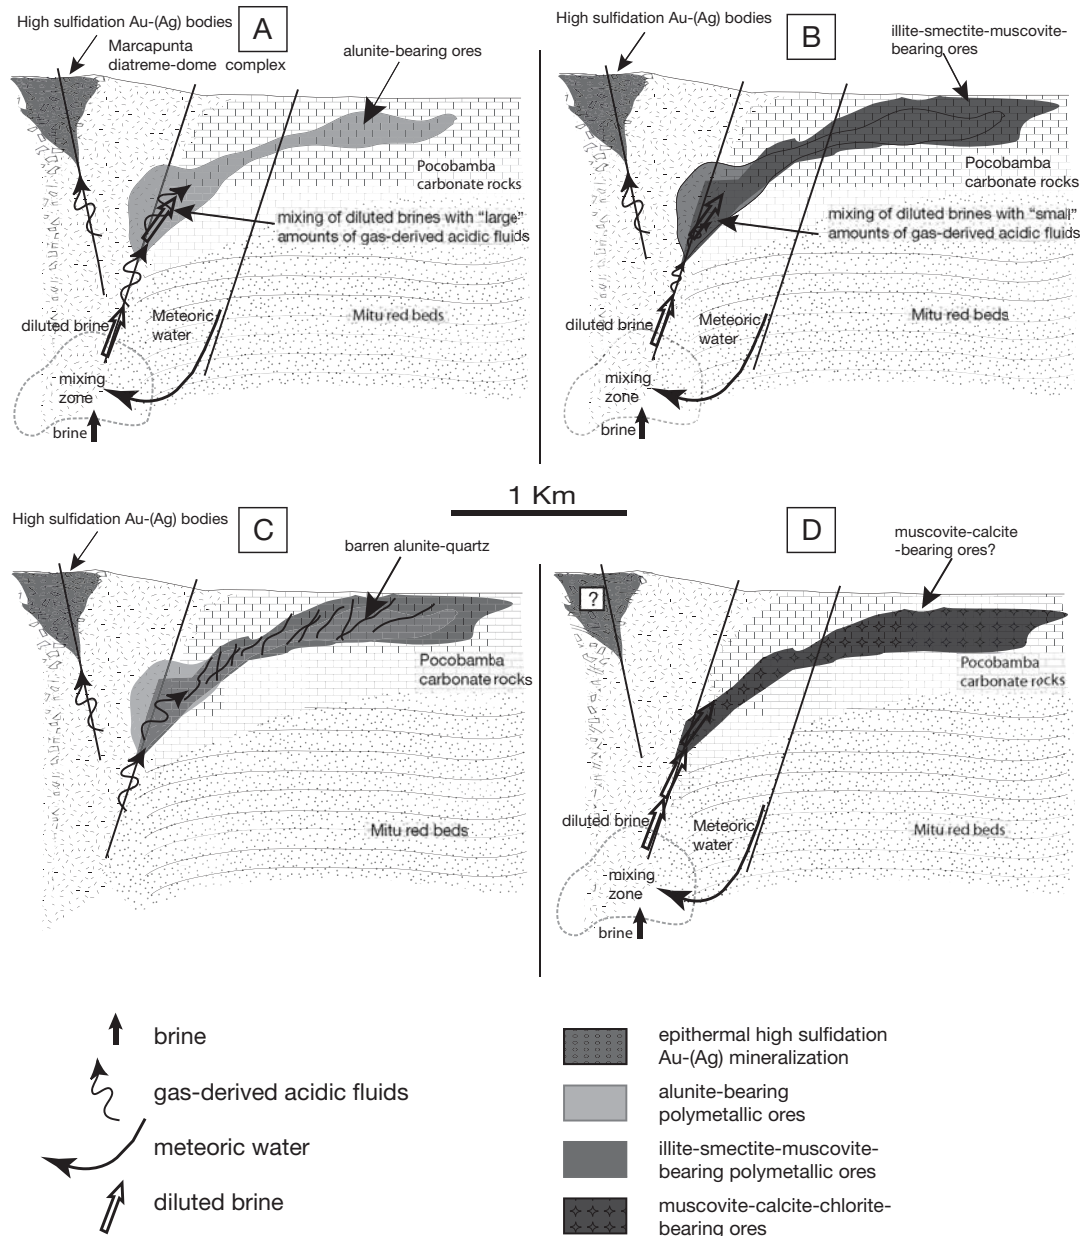 High sulfidation Au-(Ag) bodies
A
Marcapunta
diatreme-dome complex
alunite-bearing ores
Pocobamba
carbonate rocks
mixing of diluted brines with “large”
amounts of gas-derived acidic fluids
diluted brine
Meteoric
water
Mitu red beds
mixing
zone
brine
High sulfidation Au-(Ag) bodies
B
illite-smectite-muscovite-
bearing ores
Pocobamba
carbonate rocks
mixing of diluted brines with “small”
amounts of gas-derived acidic fluids
diluted brine
Meteoric
water
Mitu red beds
mixing
zone
brine
1 Km
High sulfidation Au-(Ag) bodies
C
barren alunite-quartz
Pocobamba
carbonate rocks
Mitu red beds
D
muscovite-calcite
-bearing ores?
?
Pocobamba
carbonate rocks
diluted brine
Meteoric
water
Mitu red beds
mixing
zone
brine
brine
gas-derived acidic fluids
meteoric water
diluted brine
epithermal high sulfidation
Au-(Ag) mineralization
alunite-bearing
polymetallic ores
illite-smectite-muscovite-
bearing polymetallic ores
muscovite-calcite-chlorite-
bearing ores